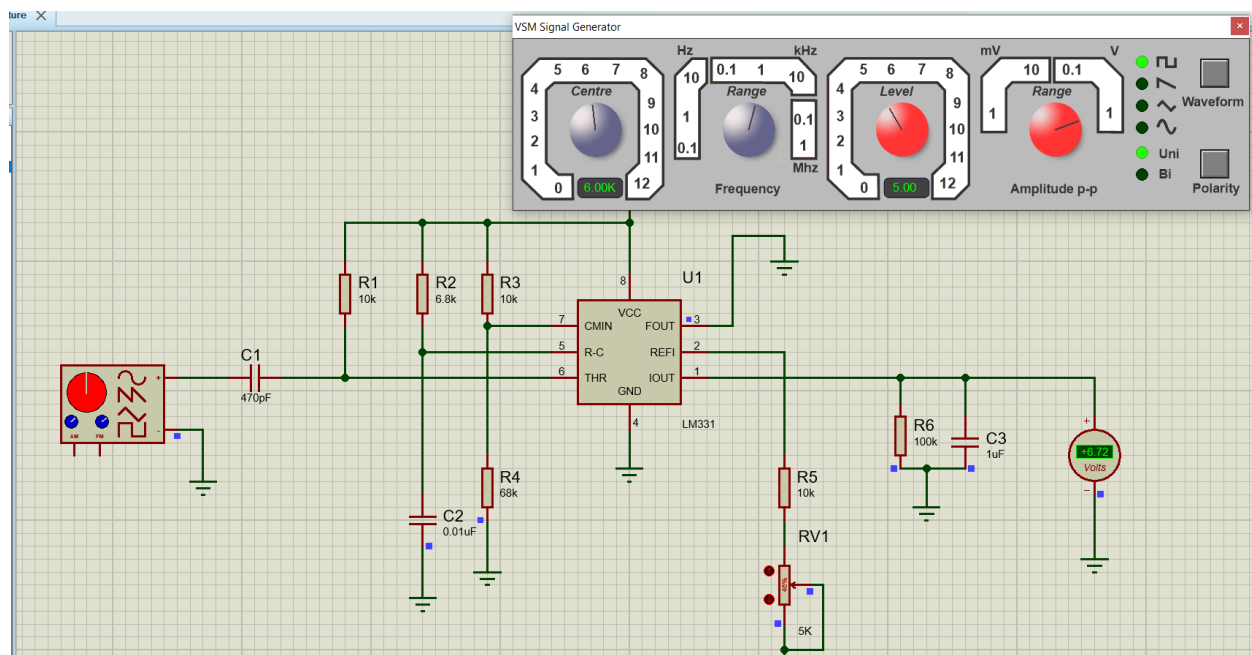 ture
VSM Signal Generator
Hz kHz mV V
5 6 7 8 10 0.1 1 10 5 6 7 8 10 0.1
4 Centre Range 4 Level Range
3 9 1 3 9 1 1
2 10 0.1 0.1 2 10
1 11 1 1 11
0 6.00K 12 Mhz 0 5.00 12
Frequency Amplitude p-p
Waveform
Uni
Bi
Polarity
R1
10k
R2
6.8k
R3
10k
8
U1
VCC
7 CMIN FOUT 3
5 R-C REFI 2
6 THR IOUT 1
GND
4
LM331
C1
470pF
AM FM
+
-
R4
68k
C2
0.01uF
R5
10k
RV1
5K
R6
100k
C3
1uF
+
+6.72
Volts
-